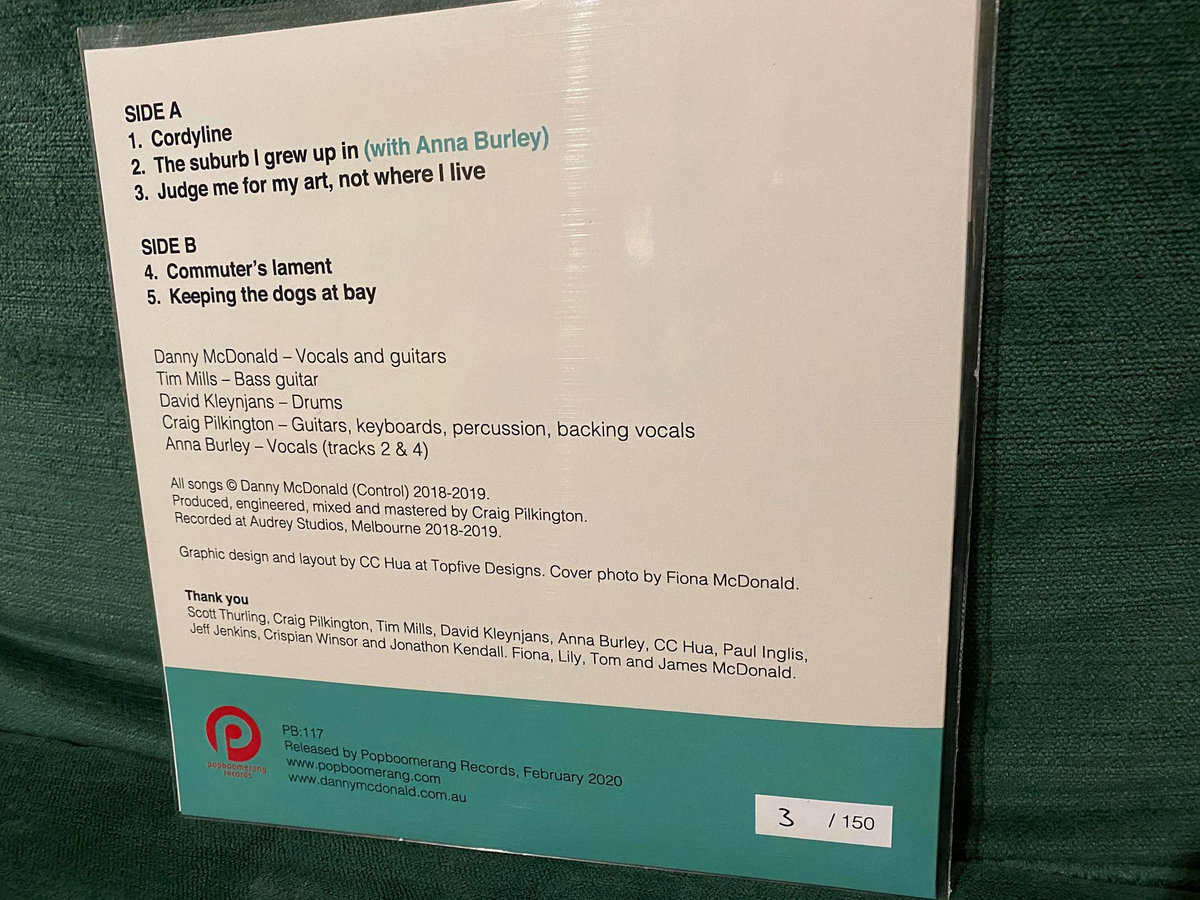 SIDE A
1. Cordyline
2. The suburb I grew up in (with Anna Burley)
3. Judge me for my art, not where I live
SIDE B
4. Commuter's lament
5. Keeping the dogs at bay
Danny McDonald – Vocals and guitars
Tim Mills – Bass guitar
David Kleynjans – Drums
Craig Pilkington – Guitars, keyboards, percussion, backing vocals
Anna Burley – Vocals (tracks 2 & 4)
All songs © Danny McDonald (Control) 2018-2019.
Produced, engineered, mixed and mastered by Craig Pilkington.
Recorded at Audrey Studios, Melbourne 2018-2019.
Graphic design and layout by CC Hua at Topfive Designs. Cover photo by Fiona McDonald.
Thank you
Scott Thurling, Craig Pilkington, Tim Mills, David Kleynjans, Anna Burley, CC Hua, Paul Inglis,
Jeff Jenkins, Crispian Winsor and Jonathon Kendall. Fiona, Lily, Tom and James McDonald.
popboomerang
records
PB.117
Released by Popboomerang Records, February 2020
www.popboomerang.com
www.dannymcdonald.com.au
3 / 150